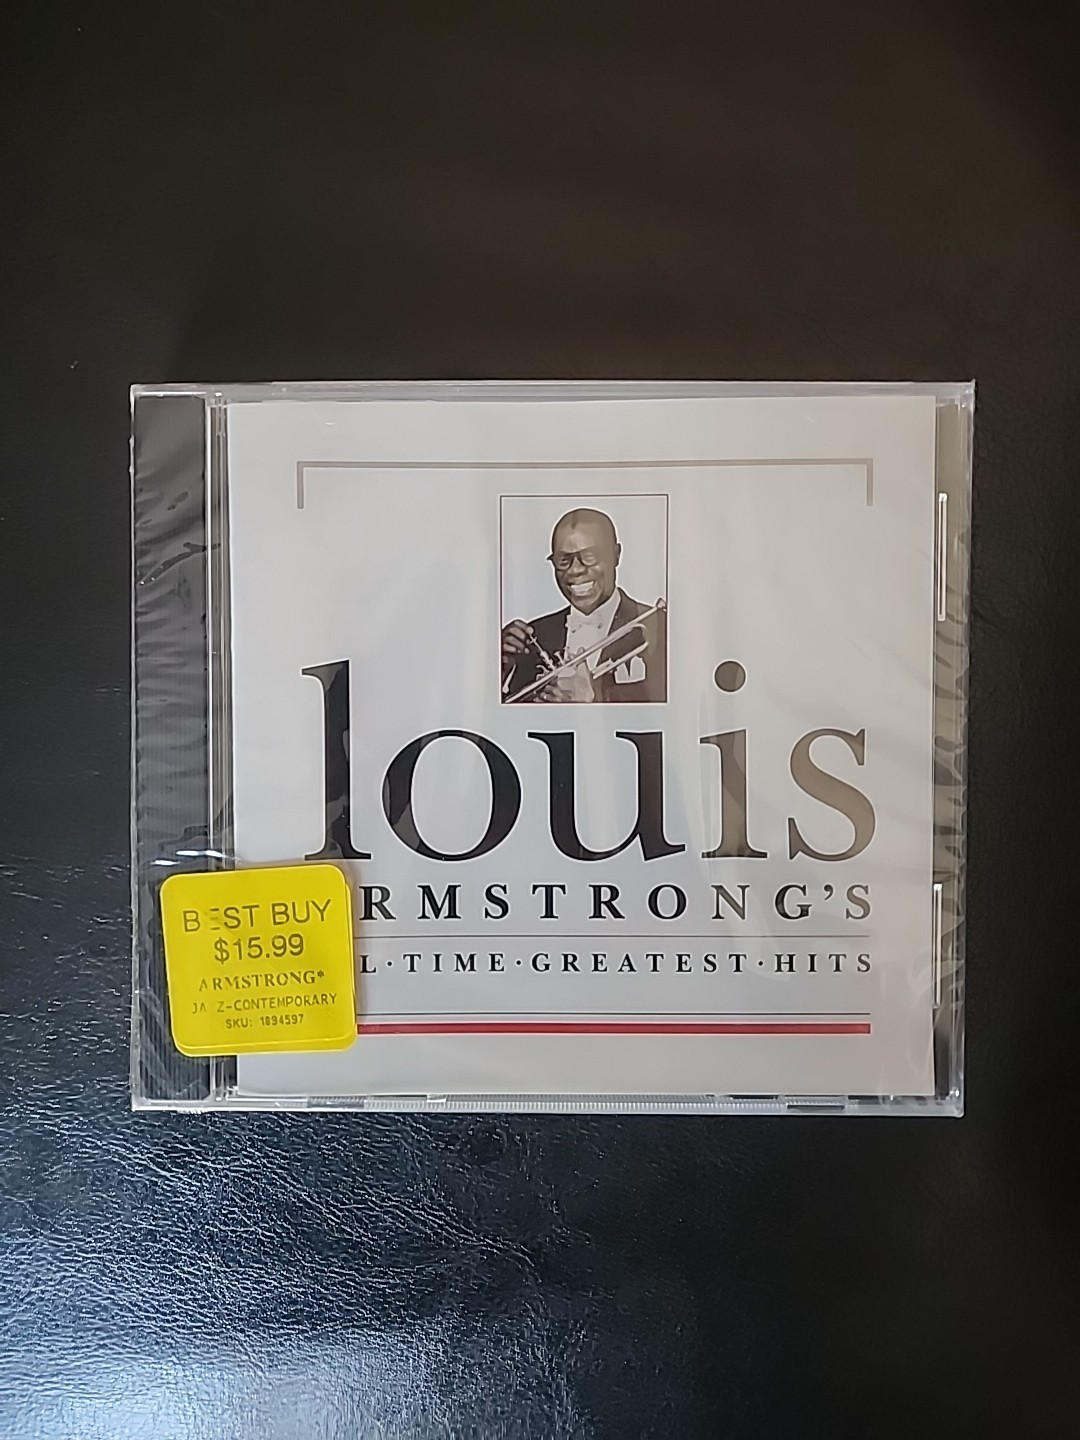 louis
RMSTRONG'S
L·TIME·GREATEST·HITS
BEST BUY
$15.99
ARMSTRONG*
JA Z-CONTEMPORARY
SKU: 1894597